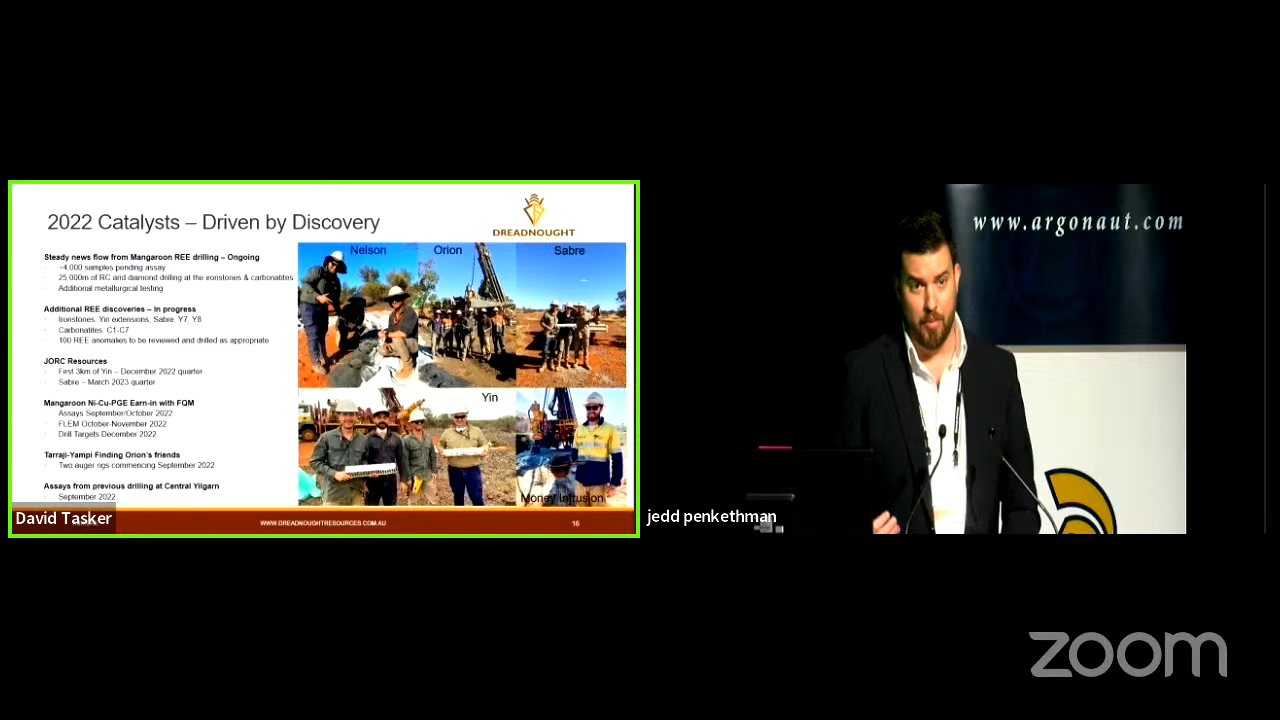 2022 Catalysts – Driven by Discovery
DREADNOUGHT
Steady news flow from Mangaroon REE drilling – Ongoing
~4,000 samples pending assay
25,000m of RC and diamond drilling at the ironstones & carbonatites
Additional metallurgical testing
Additional REE discoveries – In progress
Ironstones: Yin extensions, Sabre, Y7, Y8
Carbonatites: C1-C7
100 REE anomalies to be reviewed and drilled as appropriate
JORC Resources
First 3km of Yin – December 2022 quarter
Sabre – March 2023 quarter
Mangaroon Ni-Cu-PGE Earn-in with FQM
Assays September/October 2022
FLEM October-November 2022
Drill Targets December 2022
Tarraji-Yampi Finding Orion's friends
Two auger rigs commencing September 2022
Assays from previous drilling at Central Yilgarn
September 2022
Nelson
Orion
Sabre
Yin
Money Intrusion
David Tasker
WWW.DREADNOUGHTRESOURCES.COM.AU
16
www.argonaut.com
jedd penkethman
zoom